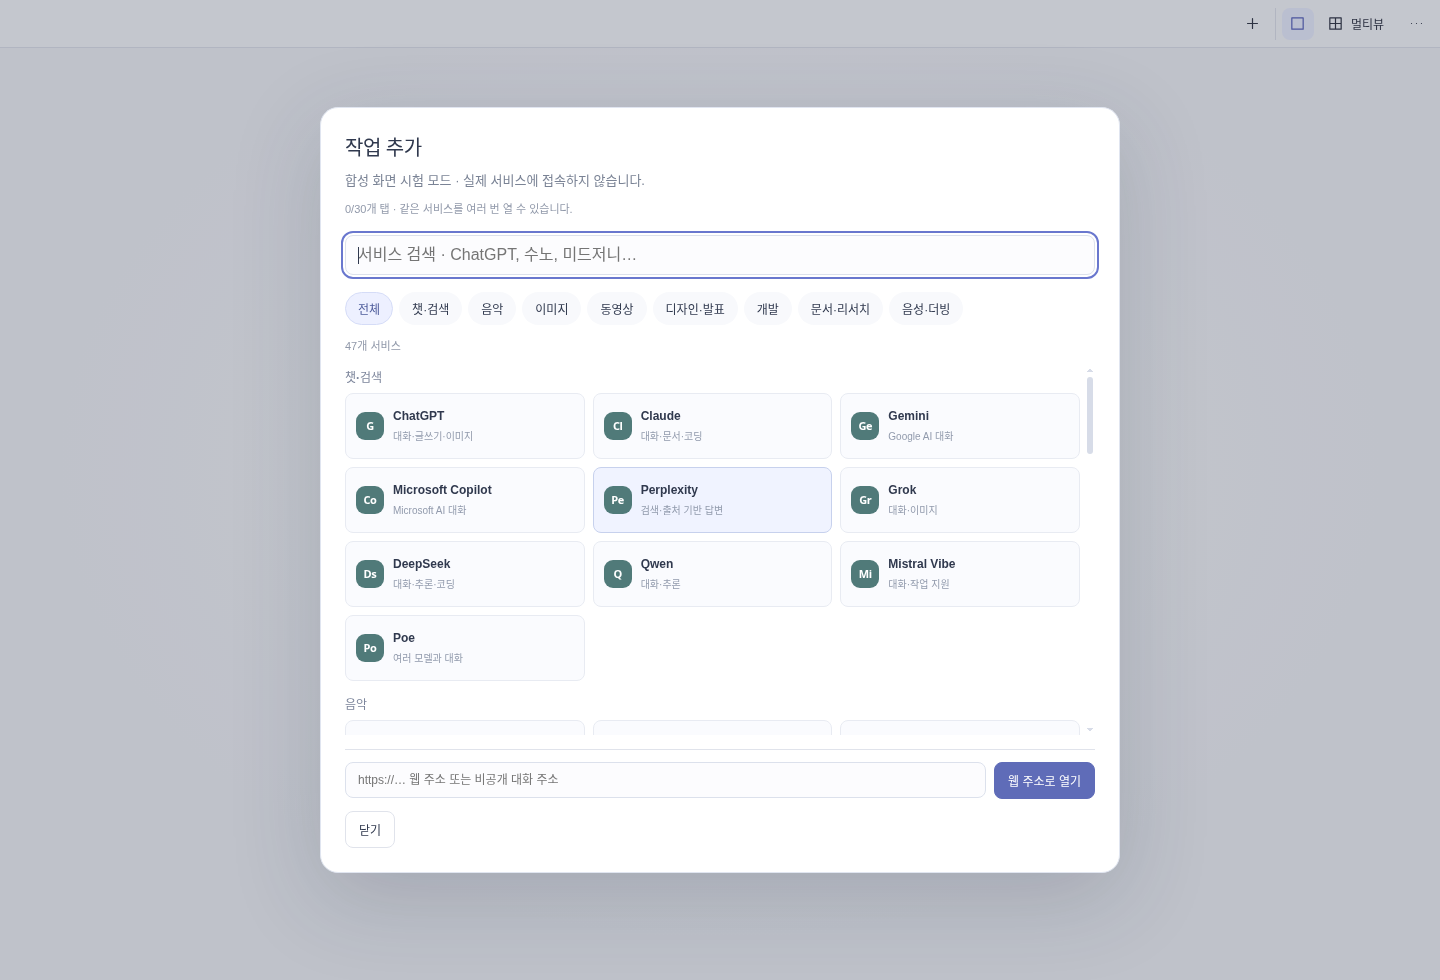 멀티뷰 ...
작업 추가
합성 화면 시험 모드 · 실제 서비스에 접속하지 않습니다.
0/30개 탭 · 같은 서비스를 여러 번 열 수 있습니다.
서비스 검색 · ChatGPT, 수노, 미드저니…
전체 챗·검색 음악 이미지 동영상 디자인·발표 개발 문서·리서치 음성·더빙
47개 서비스
챗·검색
G ChatGPT
대화·글쓰기·이미지
Cl Claude
대화·문서·코딩
Ge Gemini
Google AI 대화
Co Microsoft Copilot
Microsoft AI 대화
Pe Perplexity
검색·출처 기반 답변
Gr Grok
대화·이미지
Ds DeepSeek
대화·추론·코딩
Q Qwen
대화·추론
Mi Mistral Vibe
대화·작업 지원
Po Poe
여러 모델과 대화
음악
https://… 웹 주소 또는 비공개 대화 주소
웹 주소로 열기
닫기